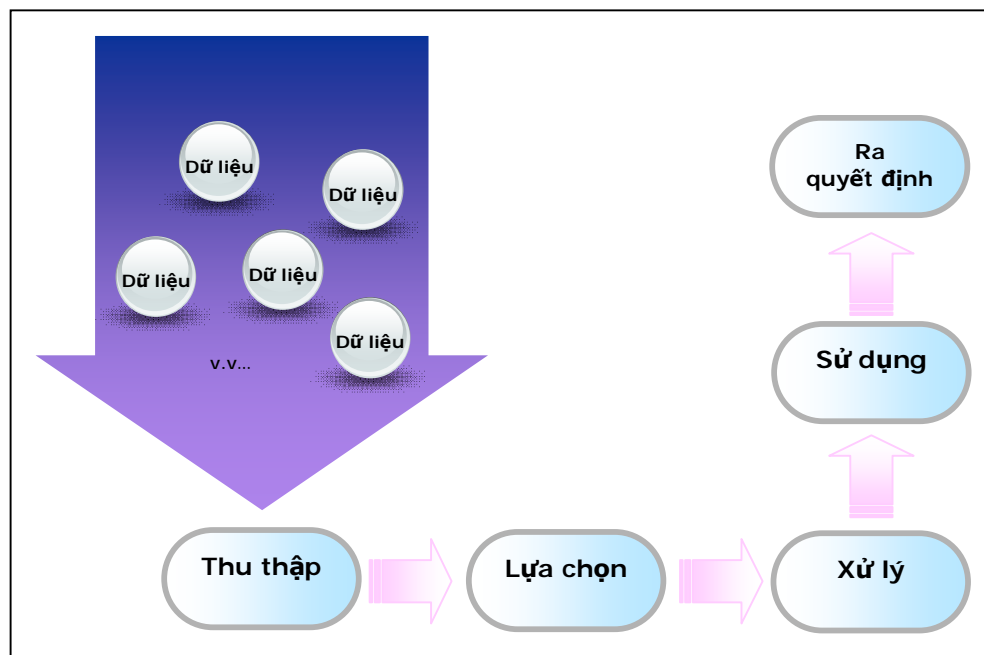 Dữ liệu
Dữ liệu
Dữ liệu
Dữ liệu
Dữ liệu
v.v...
Thu thập
Lựa chọn
Xử lý
Sử dụng
Ra
quyết định